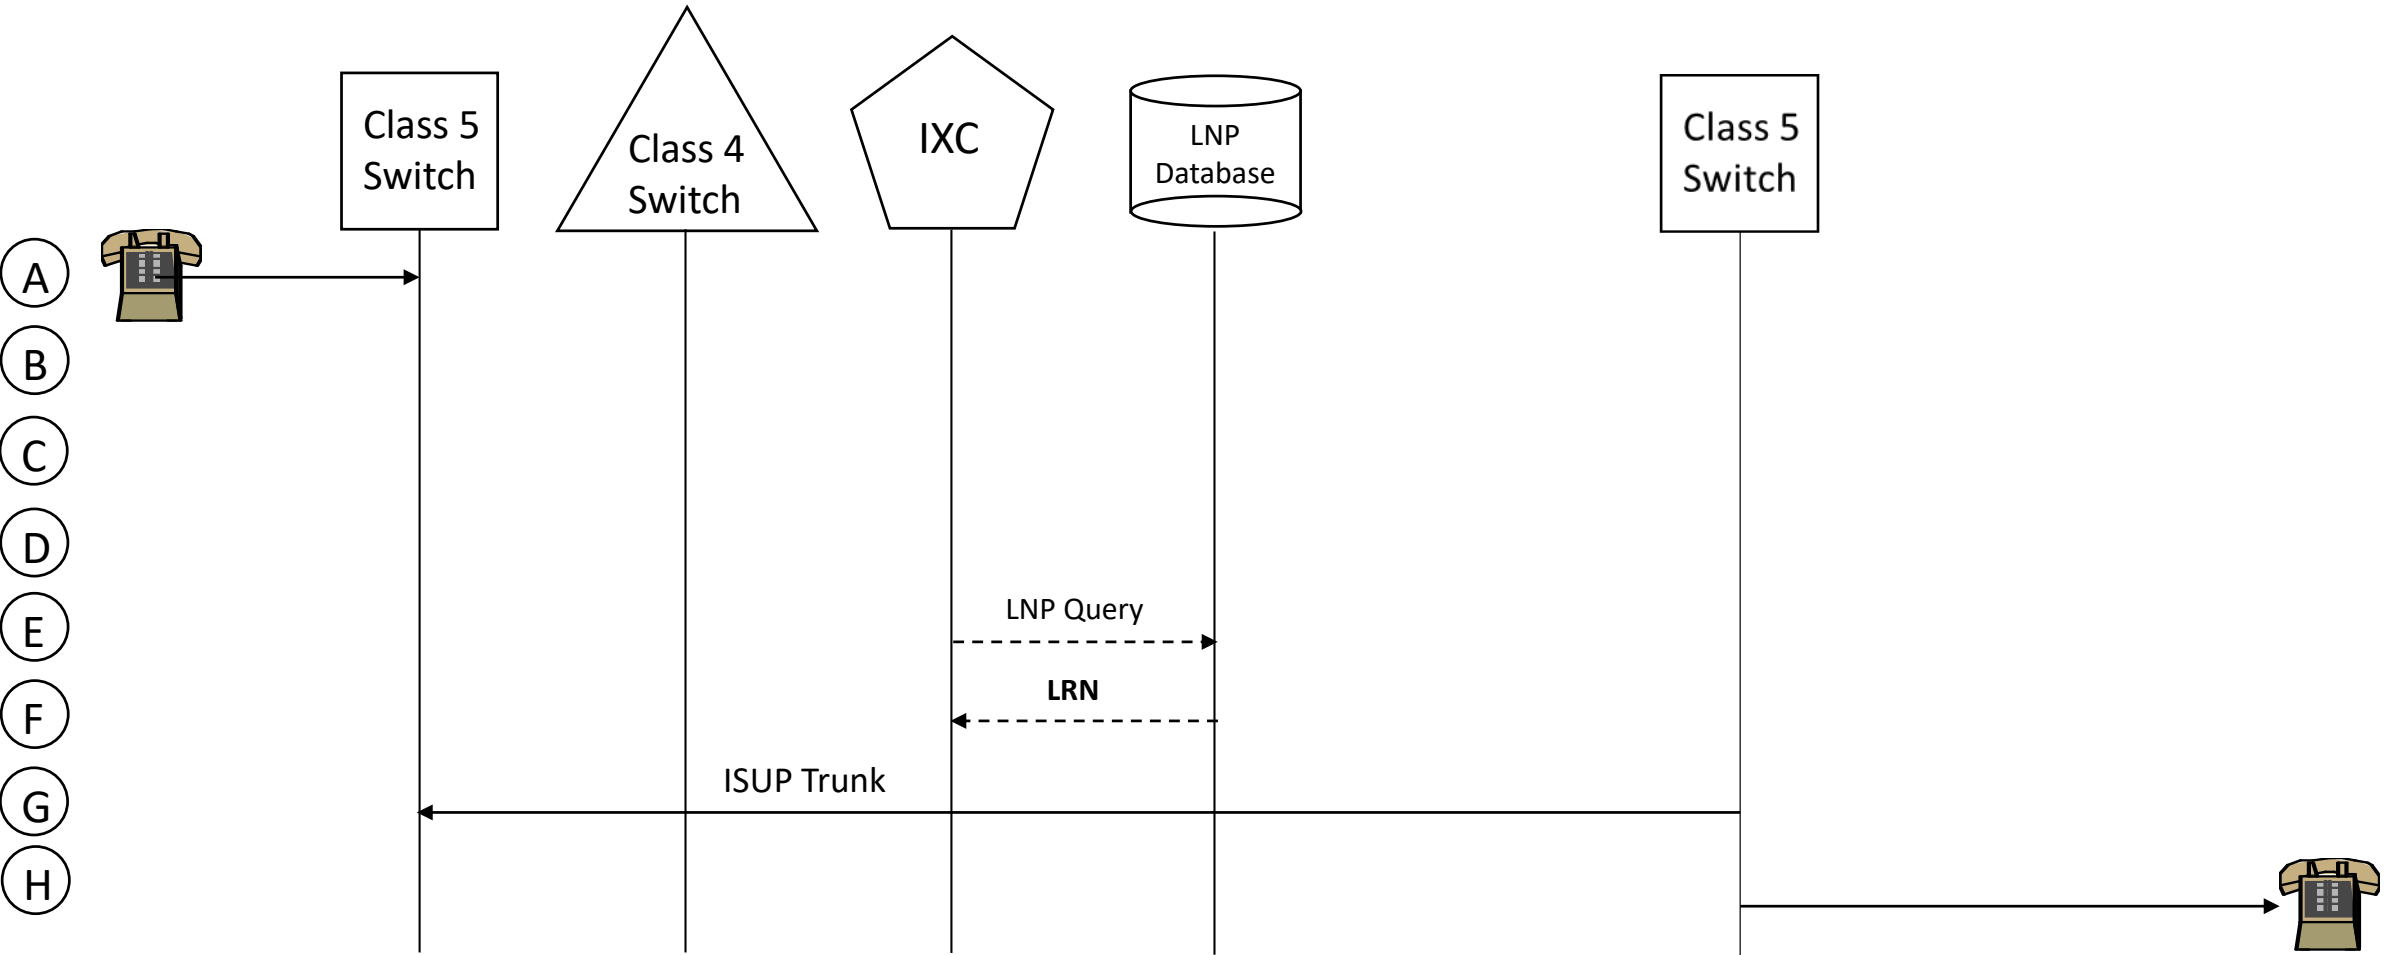 Class 5
Switch
Class 4
Switch
IXC
LNP
Database
Class 5
Switch
A
B
C
D
E
LNP Query
LRN
F
ISUP Trunk
G
H